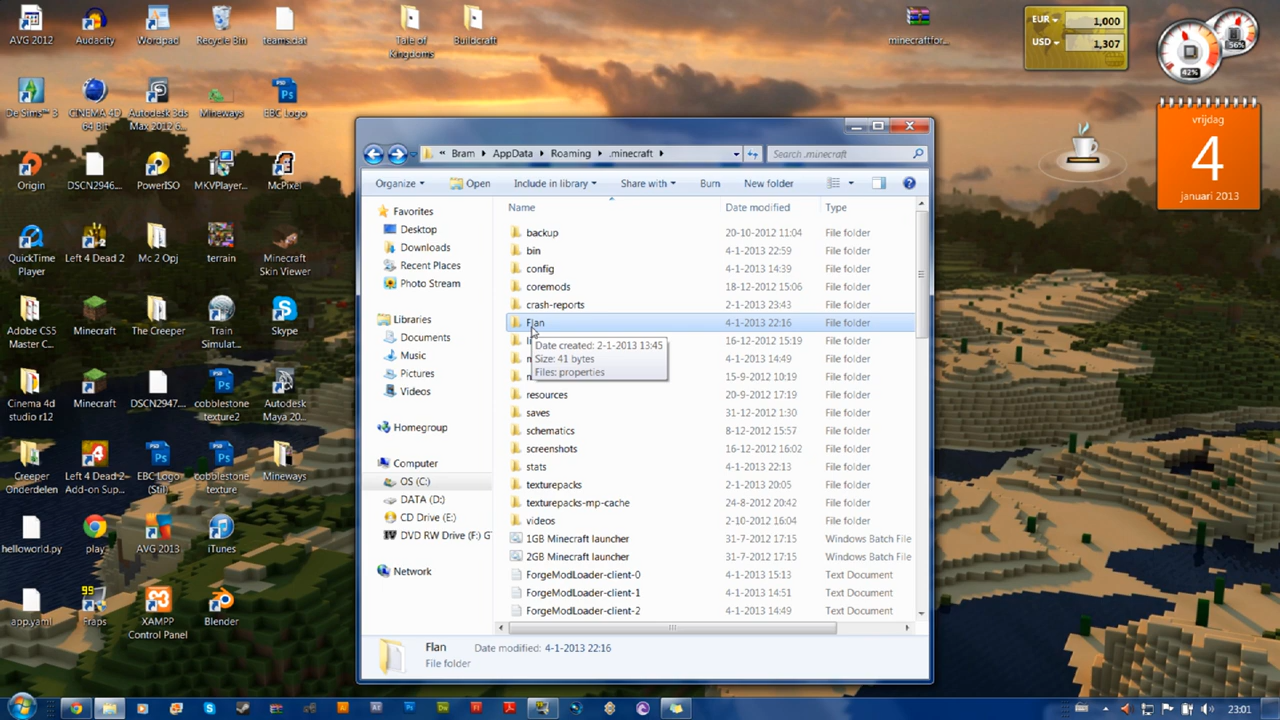 AVG 2012
Audacity
Wordpad
Recycle Bin
teams.dat
Tale of
Kingdoms
Buildcraft
minecraftfor...
EUR
1,000
USD
1,307
42%
56%
De Sims™ 3
CINEMA 4D
64 Bit
Autodesk 3ds
Max 2012 6...
Mineways
EBC Logo
vrijdag
4
januari 2013
Origin
DSCN2946....
PowerISO
MKVPlayer...
McPixel
QuickTime
Player
Left 4 Dead 2
Mc 2 Opj
terrain
Minecraft
Skin Viewer
Adobe CS5
Master C...
Minecraft
The Creeper
Train
Simulat...
Skype
Cinema 4d
studio r12
Minecraft
DSCN2947....
cobblestone
texture2
Autodesk
Maya 20...
Creeper
Onderdelen
Left 4 Dead 2
Add-on Sup...
EBC Logo
(Stil)
cobblestone
texture
Mineways
helloworld.py
play
AVG 2013
iTunes
app.yaml
99
Fraps
XAMPP
Control Panel
Blender
« Bram
AppData
Roaming
.minecraft
Search .minecraft
Organize
Open
Include in library
Share with
Burn
New folder
Favorites
Desktop
Downloads
Recent Places
Photo Stream
Libraries
Documents
Music
Pictures
Videos
Homegroup
Computer
OS (C:)
DATA (D:)
CD Drive (E:)
DVD RW Drive (F:) G
Network
Name Date modified Type
backup 20-10-2012 11:04 File folder
bin 4-1-2013 22:59 File folder
config 4-1-2013 14:39 File folder
coremods 18-12-2012 15:06 File folder
crash-reports 2-1-2013 23:43 File folder
Flan 4-1-2013 22:16 File folder
16-12-2012 15:19 File folder
4-1-2013 14:49 File folder
15-9-2012 10:19 File folder
Date created: 2-1-2013 13:45
Size: 41 bytes
Files: properties
resources 20-9-2012 17:19 File folder
saves 31-12-2012 1:30 File folder
schematics 8-12-2012 15:57 File folder
screenshots 16-12-2012 16:02 File folder
stats 4-1-2013 22:13 File folder
texturepacks 2-1-2013 20:05 File folder
texturepacks-mp-cache 24-8-2012 20:42 File folder
videos 2-10-2012 16:04 File folder
1GB Minecraft launcher 31-7-2012 17:15 Windows Batch File
2GB Minecraft launcher 31-7-2012 17:15 Windows Batch File
ForgeModLoader-client-0 4-1-2013 15:13 Text Document
ForgeModLoader-client-1 4-1-2013 14:51 Text Document
ForgeModLoader-client-2 4-1-2013 14:49 Text Document
Flan Date modified: 4-1-2013 22:16
File folder
23:01